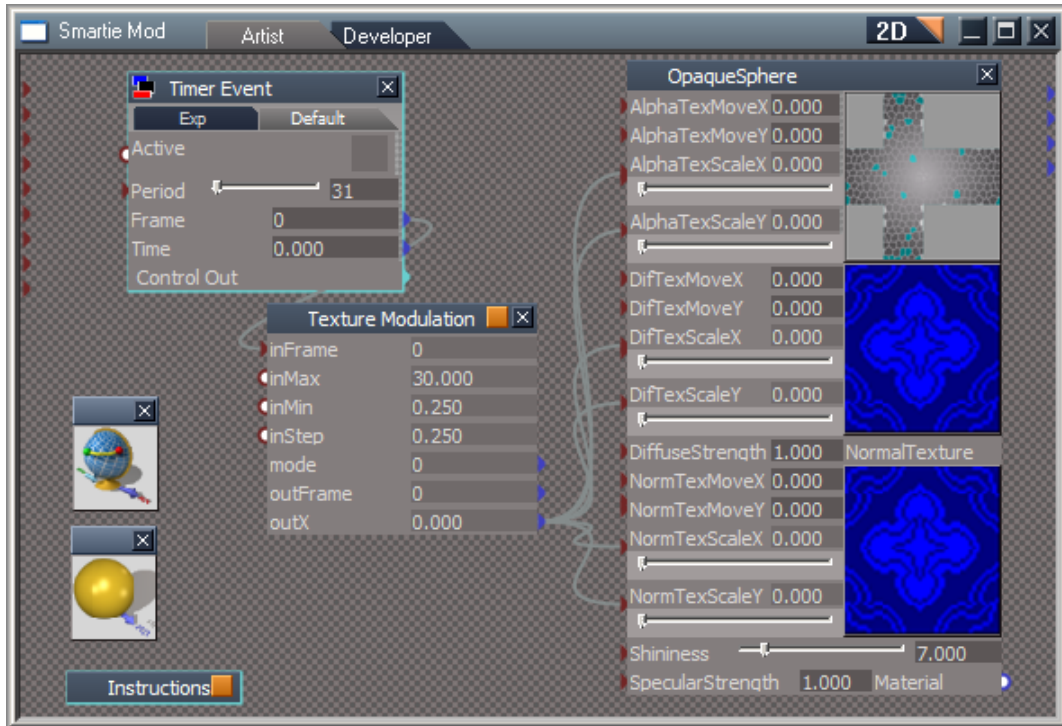 Smartie Mod
Artist
Developer
2D
Timer Event
Exp
Default
Active
Period 31
Frame 0
Time 0.000
Control Out
Texture Modulation
inFrame 0
inMax 30.000
inMin 0.250
inStep 0.250
mode 0
outFrame 0
outX 0.000
Instructions
OpaqueSphere
AlphaTexMoveX 0.000
AlphaTexMoveY 0.000
AlphaTexScaleX 0.000
AlphaTexScaleY 0.000
DifTexMoveX 0.000
DifTexMoveY 0.000
DifTexScaleX 0.000
DifTexScaleY 0.000
DiffuseStrength 1.000 NormalTexture
NormTexMoveX 0.000
NormTexMoveY 0.000
NormTexScaleX 0.000
NormTexScaleY 0.000
Shininess 7.000
SpecularStrength 1.000 Material